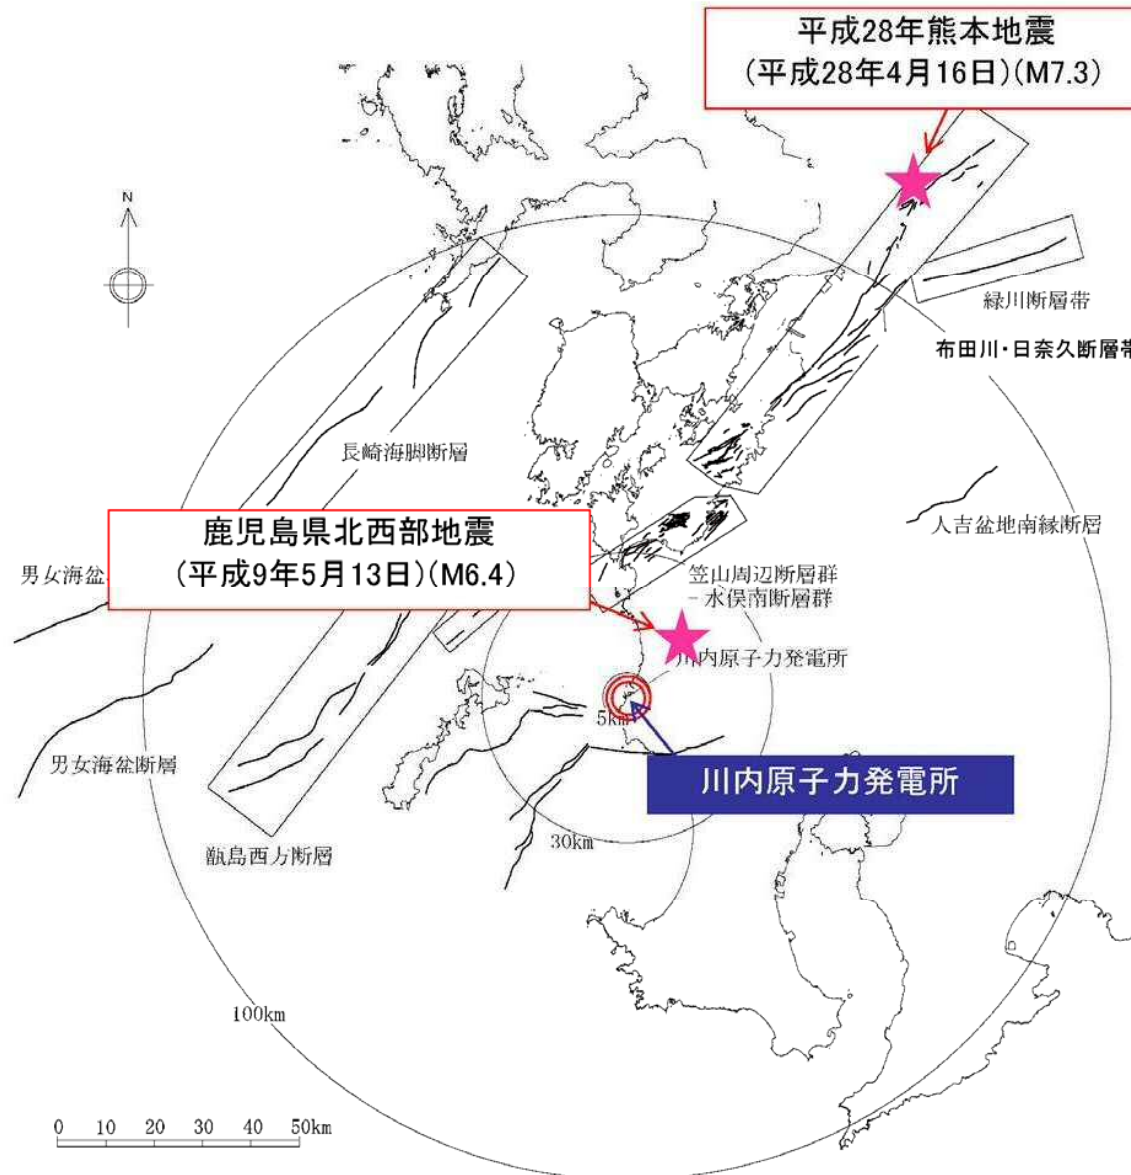 平成28年熊本地震
(平成28年4月16日)(M7.3)
N
緑川断層帯
布田川・日奈久断層帯
長崎海脚断層
人吉盆地南縁断層
鹿児島県北西部地震
(平成9年5月13日)(M6.4)
男女海盆
笠山周辺断層群
－水俣南断層群
川内原子力発電所
5km
男女海盆断層
川内原子力発電所
30km
甑島西方断層
100km
0 10 20 30 40 50km